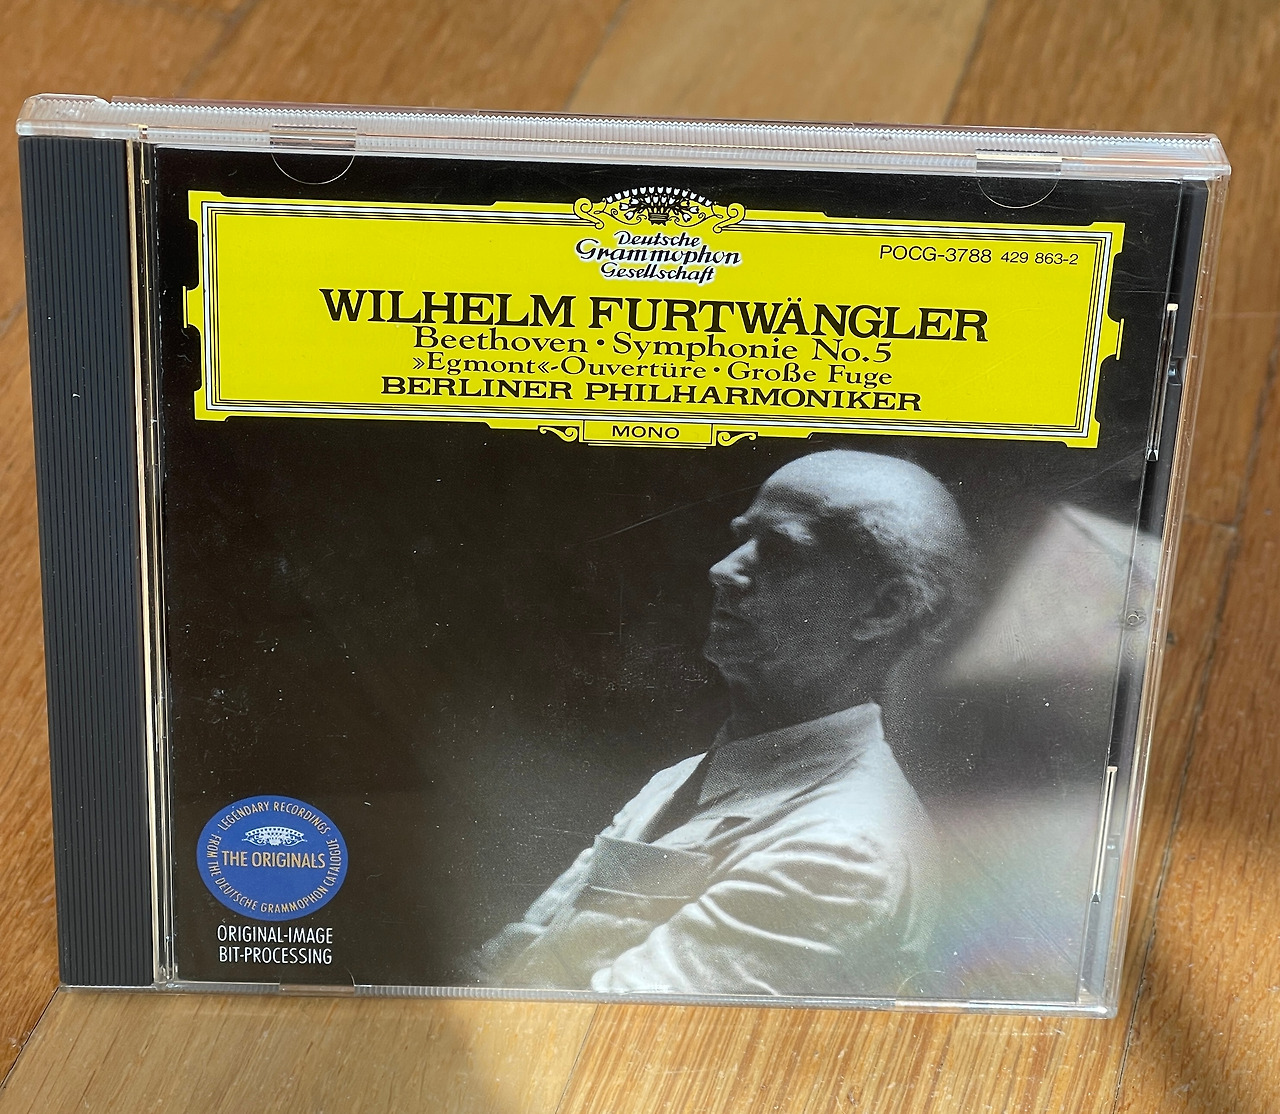 Deutsche
Grammophon
Gesellschaft
POCG-3788 429 863-2
WILHELM FURTWÄNGLER
Beethoven · Symphonie No.5
»Egmont«-Ouvertüre · Große Fuge
BERLINER PHILHARMONIKER
MONO
LEGENDARY RECORDINGS
THE ORIGINALS
FROM THE DEUTSCHE GRAMMOPHON CATALOGUE
ORIGINAL-IMAGE
BIT-PROCESSING